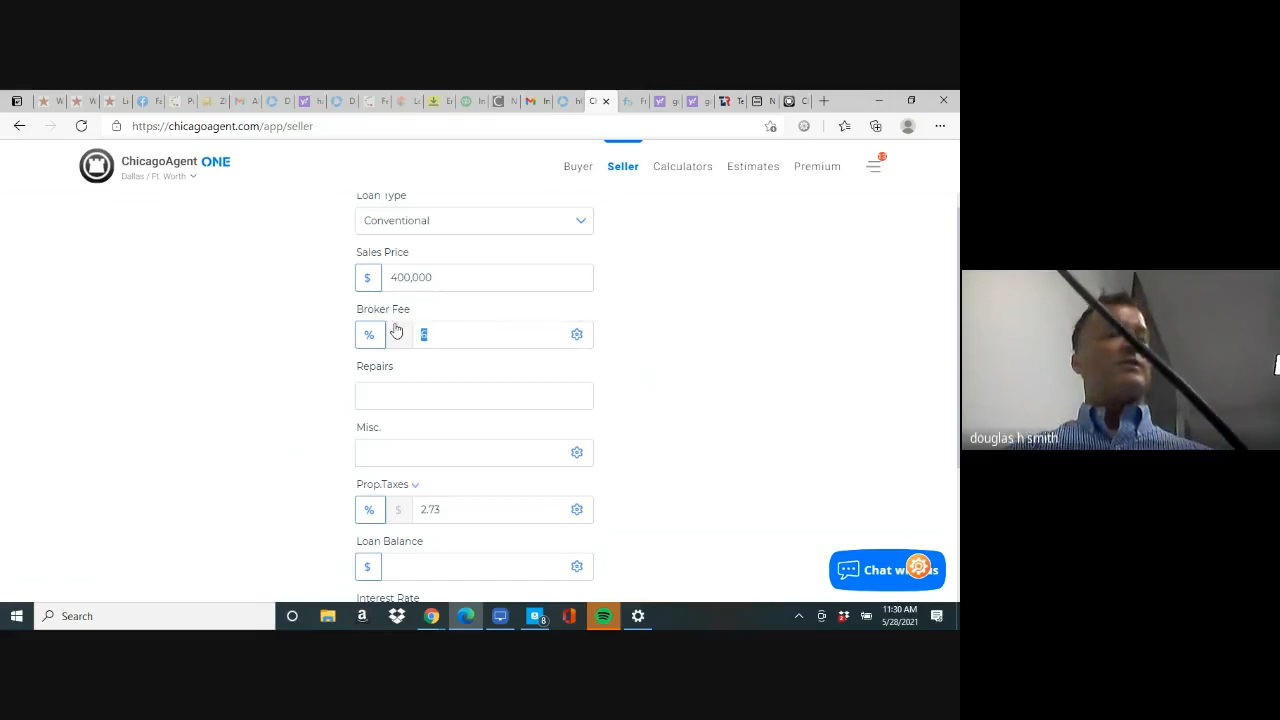 https://chicagoagent.com/app/seller
ChicagoAgent ONE
Dallas / Ft. Worth
Buyer Seller Calculators Estimates Premium
Loan Type
Conventional
Sales Price
$ 400,000
Broker Fee
% 6
Repairs
Misc.
Prop.Taxes
% $ 2.73
Loan Balance
$
Interest Rate
Chat
Search
8
11:30 AM
5/28/2021
douglas h smith